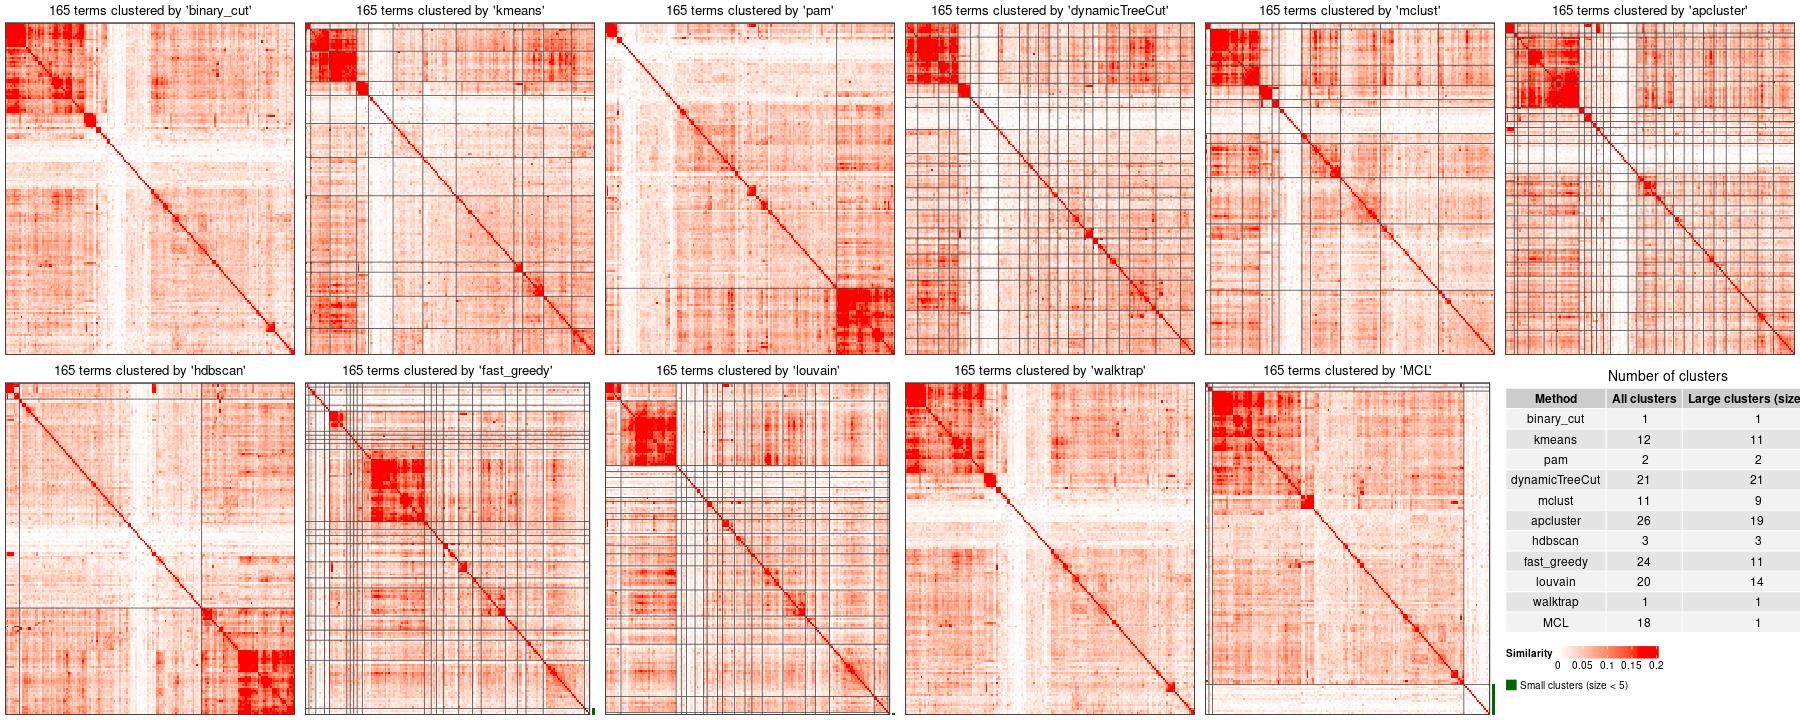 165 terms clustered by 'binary_cut'
165 terms clustered by 'kmeans'
165 terms clustered by 'pam'
165 terms clustered by 'dynamicTreeCut'
165 terms clustered by 'mclust'
165 terms clustered by 'apcluster'
165 terms clustered by 'hdbscan'
165 terms clustered by 'fast_greedy'
165 terms clustered by 'louvain'
165 terms clustered by 'walktrap'
165 terms clustered by 'MCL'
Number of clusters
Method All clusters Large clusters (size
binary_cut 1 1
kmeans 12 11
pam 2 2
dynamicTreeCut 21 21
mclust 11 9
apcluster 26 19
hdbscan 3 3
fast_greedy 24 11
louvain 20 14
walktrap 1 1
MCL 18 1
Similarity
0 0.05 0.1 0.15 0.2
Small clusters (size < 5)